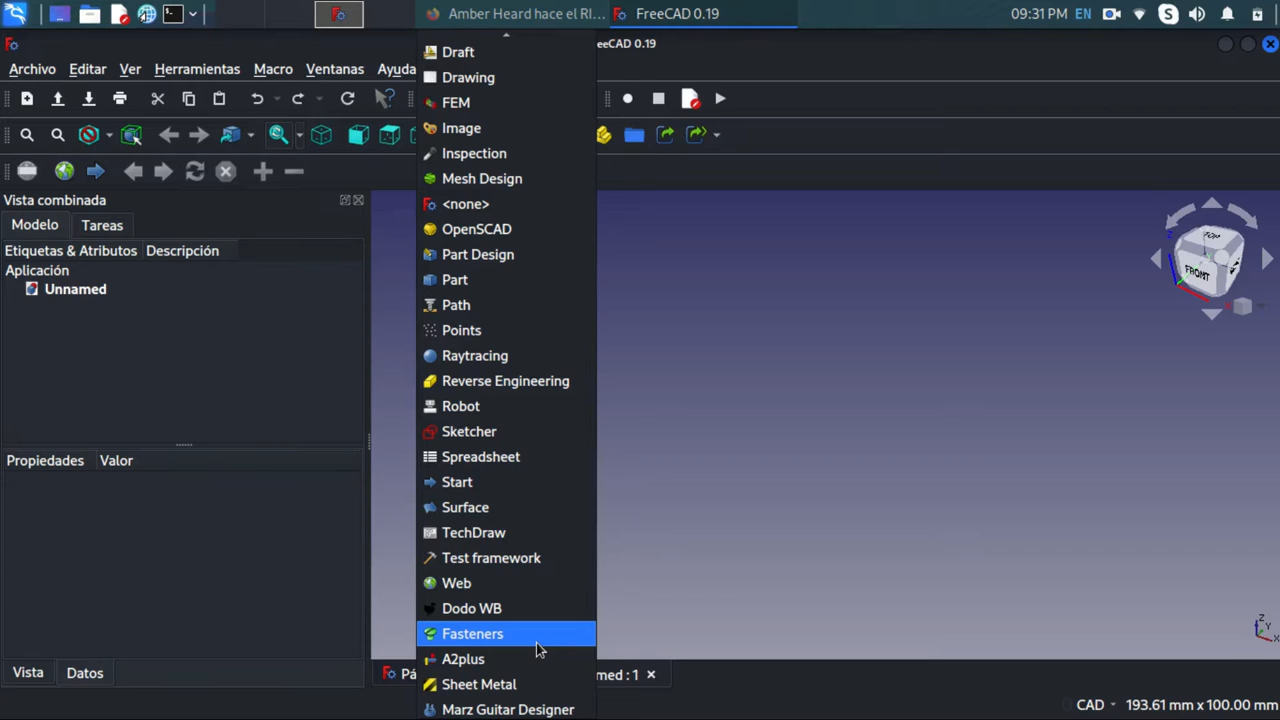 Amber Heard hace el RI...
FreeCAD 0.19
09:31 PM EN
eeCAD 0.19
Archivo Editar Ver Herramientas Macro Ventanas Ayuda
Vista combinada
Modelo Tareas
Etiquetas & Atributos Descripción
Aplicación
Unnamed
Propiedades Valor
Vista Datos
Draft
Drawing
FEM
Image
Inspection
Mesh Design
<none>
OpenSCAD
Part Design
Part
Path
Points
Raytracing
Reverse Engineering
Robot
Sketcher
Spreadsheet
Start
Surface
TechDraw
Test framework
Web
Dodo WB
Fasteners
A2plus
Sheet Metal
Marz Guitar Designer
TOP
FRONT
Z
Z
X
Pá
med : 1
CAD 193.61 mm x 100.00 mm